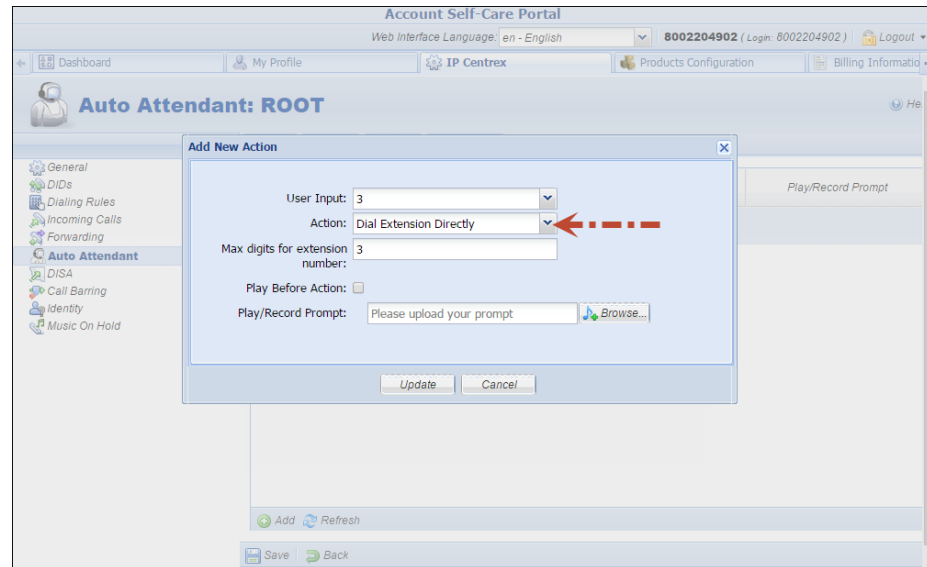 Account Self-Care Portal
Web Interface Language: en - English 8002204902 ( Login: 8002204902 ) Logout
Dashboard My Profile IP Centrex Products Configuration Billing Informatio
Auto Attendant: ROOT He
Add New Action
General
DIDs
Dialing Rules
Incoming Calls
Forwarding
Auto Attendant
DISA
Call Barring
Identity
Music On Hold
User Input: 3
Action: Dial Extension Directly
Max digits for extension number: 3
Play Before Action:
Play/Record Prompt: Please upload your prompt Browse...
Update Cancel
Play/Record Prompt
Add Refresh
Save Back